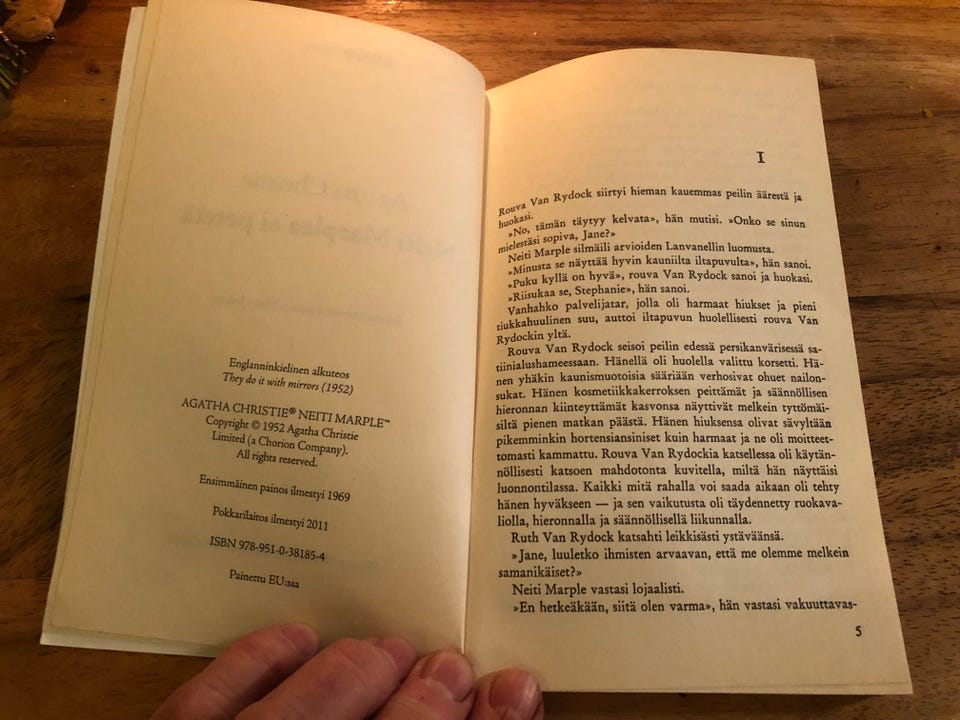 Englanninkielinen alkuteos
They do it with mirrors (1952)
AGATHA CHRISTIE® NEITI MARPLE™
Copyright © 1952 Agatha Christie
Limited (a Chorion Company).
All rights reserved.
Ensimmäinen painos ilmestyi 1969
Pokkarilaitos ilmestyi 2011
ISBN 978-951-0-38185-4
Painettu EU:ssa
I
Rouva Van Rydock siirtyi hieman kauemmas peilin äärestä ja
huokasi.
»No, tämän täytyy kelvata», hän mutisi. »Onko se sinun
mielestäsi sopiva, Jane?»
Neiti Marple silmäili arvioiden Lanvanellin luomusta.
»Minusta se näyttää hyvin kauniilta iltapuvulta», hän sanoi.
»Puku kyllä on hyvä», rouva Van Rydock sanoi ja huokasi.
»Riisukaa se, Stephanie», hän sanoi.
Vanhahko palvelijatar, jolla oli harmaat hiukset ja pieni
tiukkahuulinen suu, auttoi iltapuvun huolellisesti rouva Van
Rydockin yltä.
Rouva Van Rydock seisoi peilin edessä persikanvärisessä sa-
tiinialushameessaan. Hänellä oli huolella valittu korsetti. Hä-
nen yhäkin kaunismuotoisia sääriään verhosivat ohuet nailon-
sukat. Hänen kosmetiikkakerroksen peittämät ja säännöllisen
hieronnan kiinteyttämät kasvonsa näyttivät melkein tyttömäi-
siltä pienen matkan päästä. Hänen hiuksensa olivat sävyltään
pikemminkin hortensiansiniset kuin harmaat ja ne oli moitteet-
tomasti kammattu. Rouva Van Rydockia katsellessa oli käytän-
nöllisesti katsoen mahdotonta kuvitella, miltä hän näyttäisi
luonnontilassa. Kaikki mitä rahalla voi saada aikaan oli tehty
hänen hyväkseen — ja sen vaikutusta oli täydennetty ruokava-
liolla, hieronnalla ja säännöllisellä liikunnalla.
Ruth Van Rydock katsahti leikkisästi ystäväänsä.
»Jane, luuletko ihmisten arvaavan, että me olemme melkein
samanikäiset?»
Neiti Marple vastasi lojaalisti.
»En hetkeäkään, siitä olen varma», hän vastasi vakuuttavas-
5